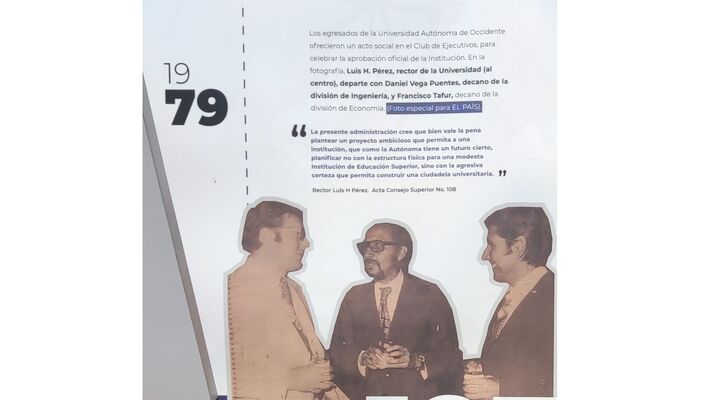 Los egresados de la Universidad Autónoma de Occidente
ofrecieron un acto social en el Club de Ejecutivos, para
celebrar la aprobación oficial de la Institución. En la
fotografía, Luis H. Pérez, rector de la Universidad (al
centro), departe con Daniel Vega Puentes, decano de la
división de Ingeniería, y Francisco Tafur, decano de la
división de Economía. (Foto especial para EL PAÍS).
19
79
“ La presente administración cree que bien vale la pena
plantear un proyecto ambicioso que permita a una
institución, que como la Autónoma tiene un futuro cierto,
planificar no con la estructura física para una modesta
Institución de Educación Superior, sino con la agresiva
certeza que permita construir una ciudadela universitaria. ”
Rector Luis H Pérez. Acta Consejo Superior No. 108